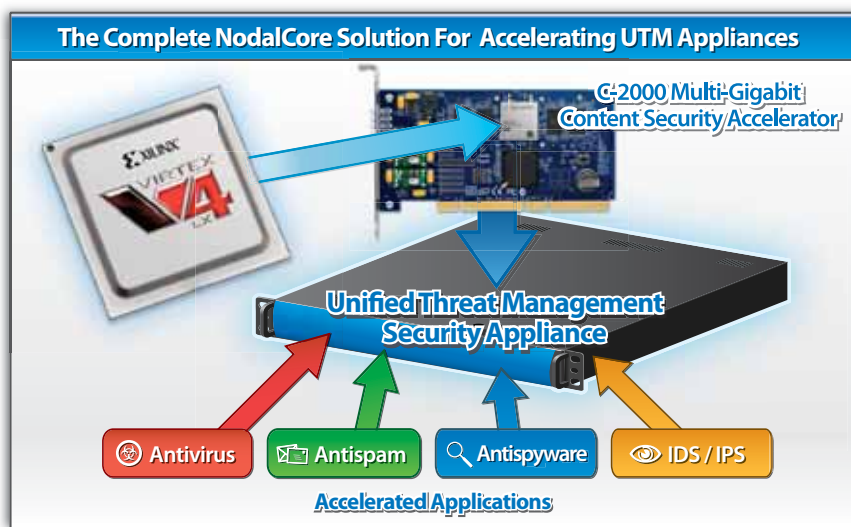 The Complete NodalCore Solution For Accelerating UTM Appliances
C-2000 Multi-Gigabit
Content Security Accelerator
XILINX
VIRTEX
V4
LX
Unified Threat Management
Security Appliance
Antivirus
Antispam
Antispyware
IDS / IPS
Accelerated Applications